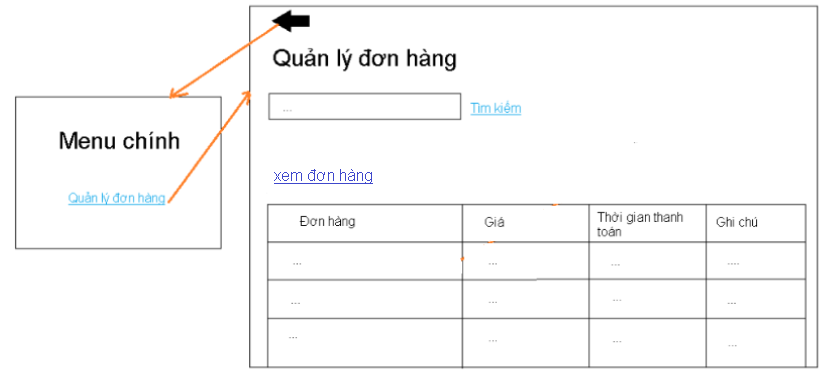 Quản lý đơn hàng
... Tìm kiếm
Menu chính
Quản lý đơn hàng
xem đơn hàng
Đơn hàng Giá Thời gian thanh toán Ghi chú
... ... ... ....
... ... ... ...
... ... ... ...